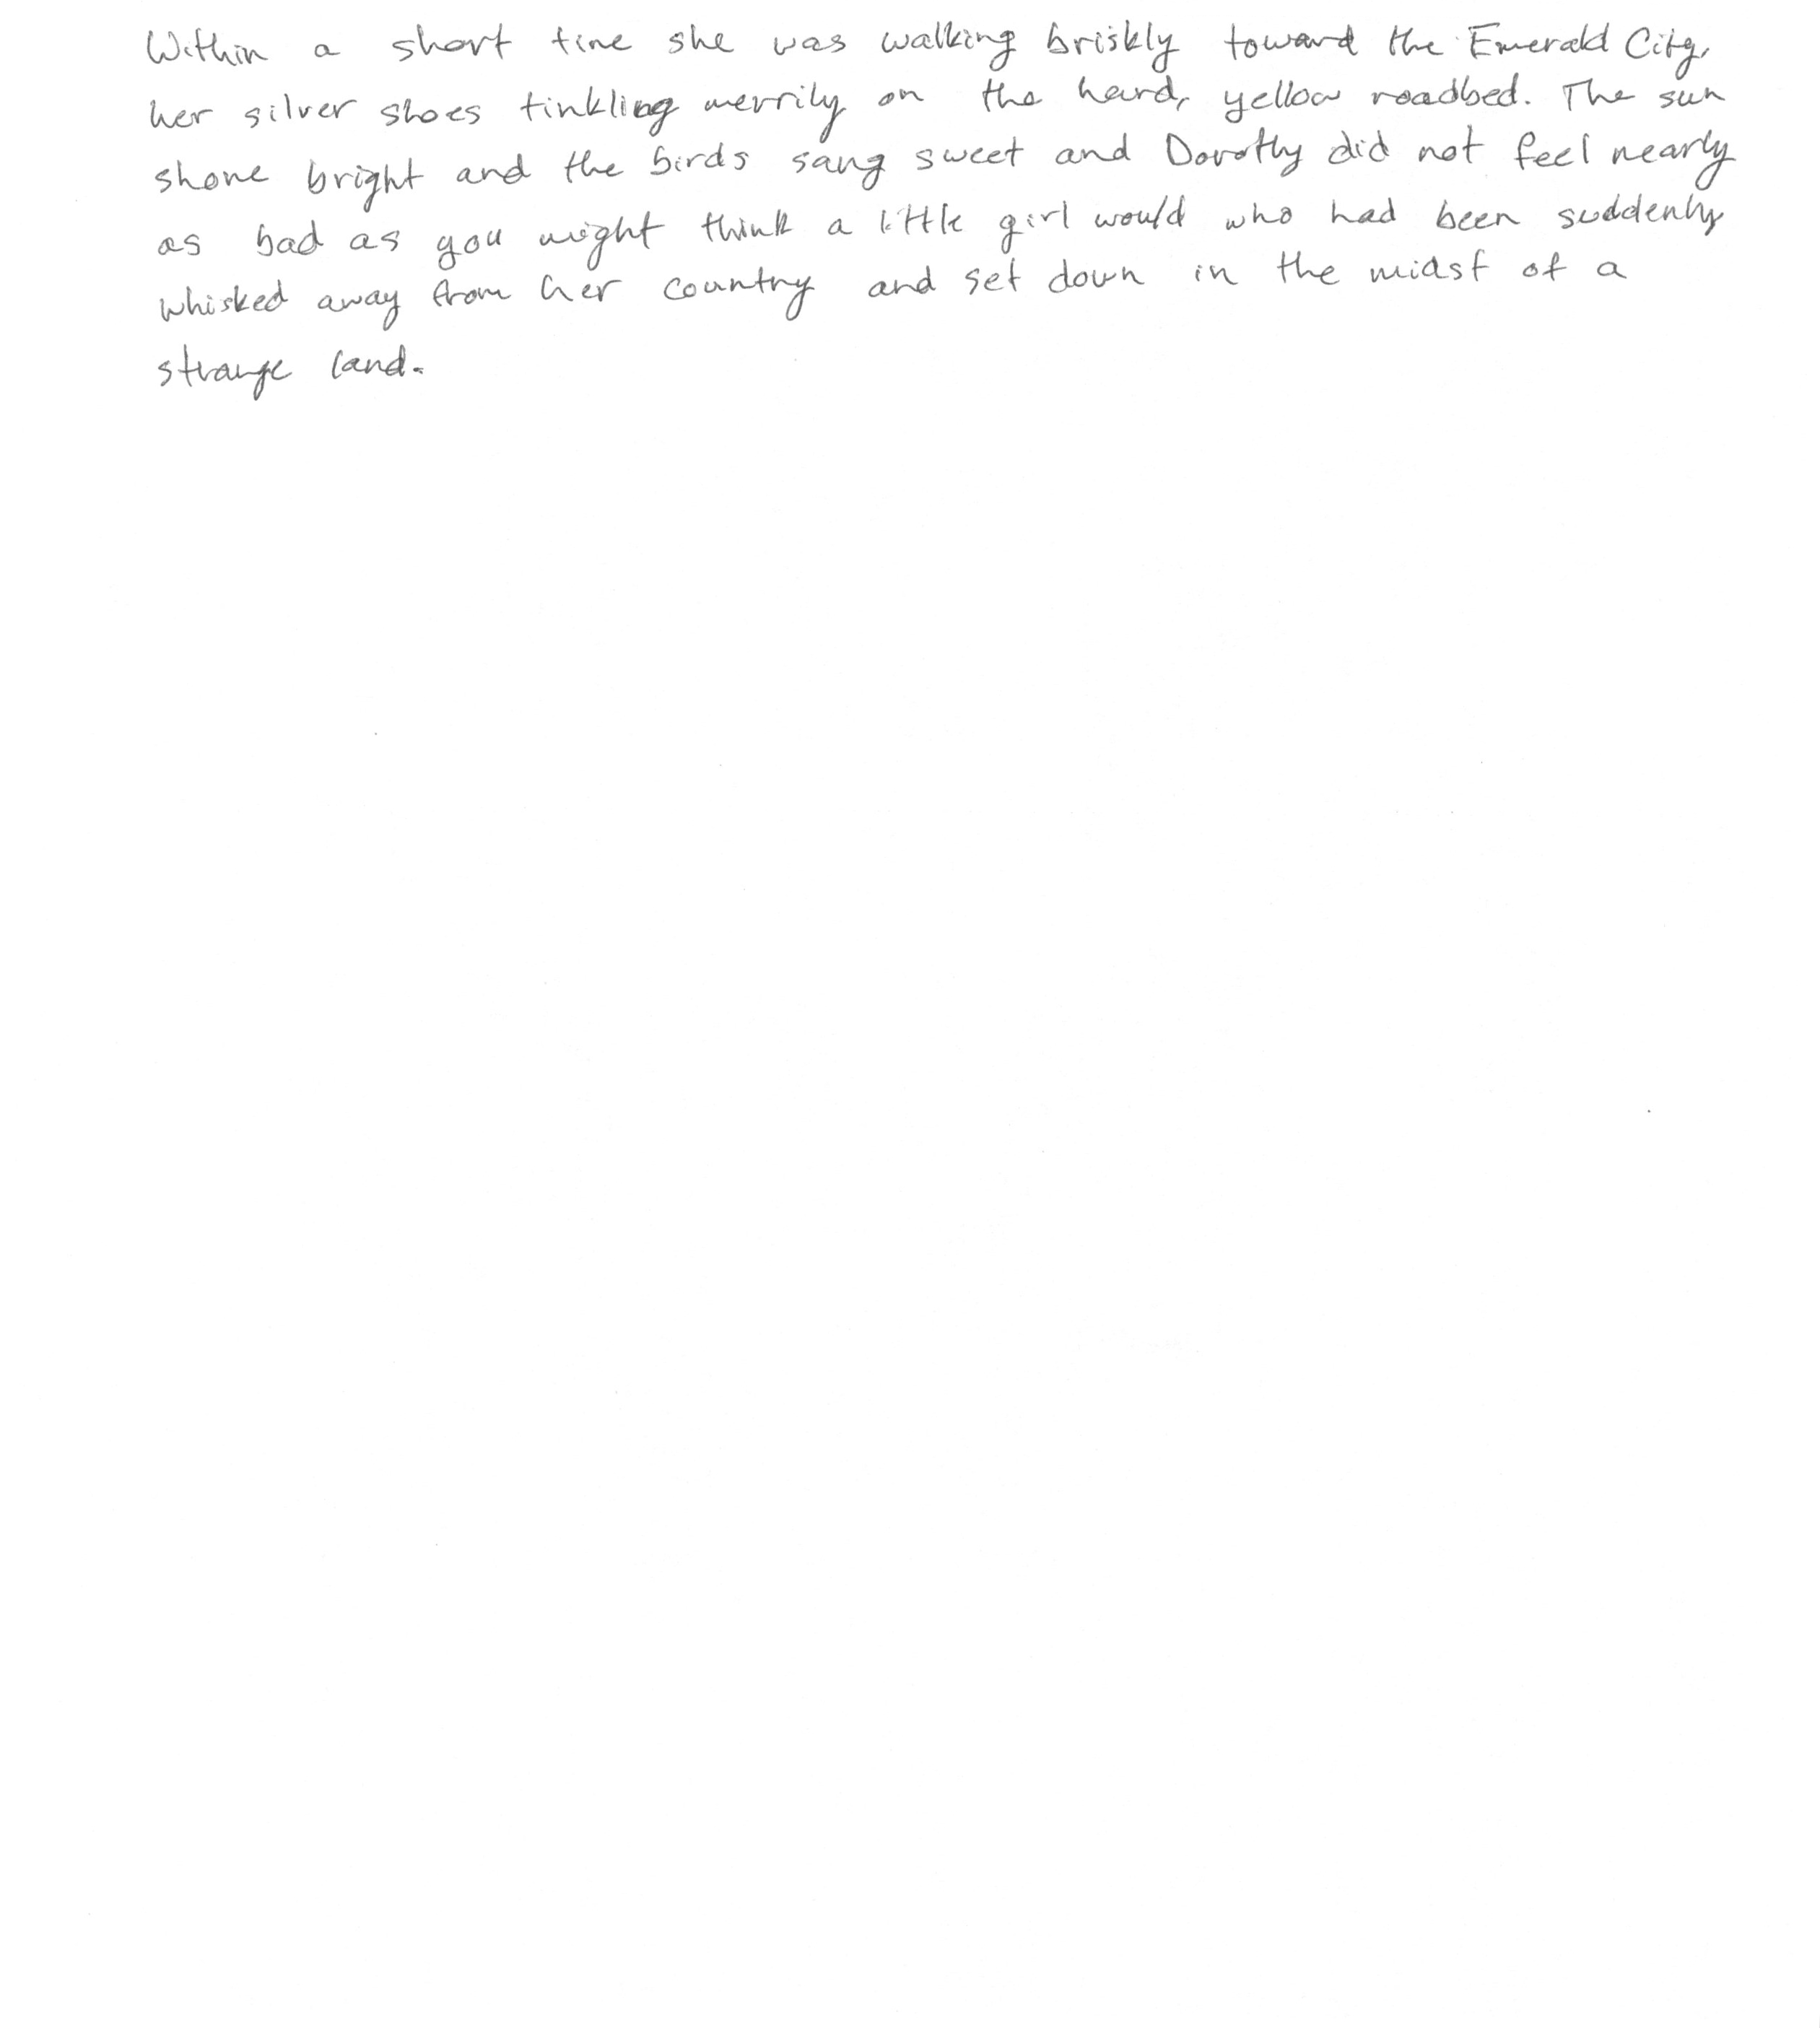 Within a short time she was walking briskly toward the Emerald City,
her silver shoes tinkling merrily on the hard, yellow roadbed. The sun
shone bright and the birds sang sweet and Dorothy did not feel nearly
as bad as you might think a little girl would who had been suddenly
whisked away from her country and set down in the midst of a
strange land.